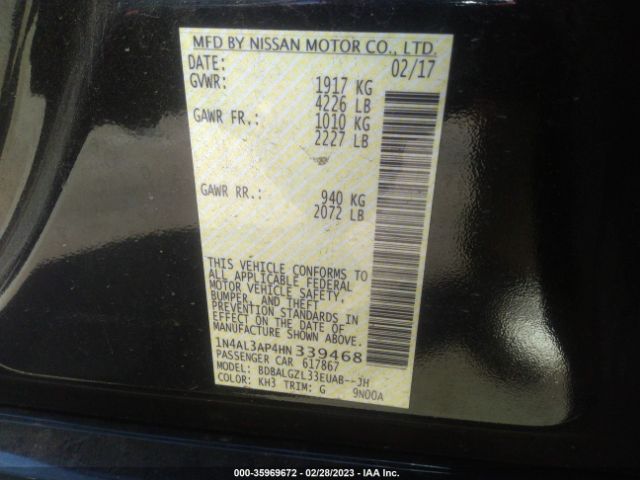 MFD BY NISSAN MOTOR CO., LTD.
DATE: 02/17
GVWR: 1917 KG
4226 LB
GAWR FR.: 1010 KG
2227 LB
GAWR RR.: 940 KG
2072 LB
THIS VEHICLE CONFORMS TO
ALL APPLICABLE FEDERAL
MOTOR VEHICLE SAFETY,
BUMPER, AND THEFT
PREVENTION STANDARDS IN
EFFECT ON THE DATE OF
MANUFACTURE SHOWN ABOVE.
1N4AL3AP4HN 339468
PASSENGER CAR 617867
MODEL: BDBALGZL33EUAB--JH
COLOR: KH3 TRIM: G 9N00A
000-35969672 / 02/28/2023 - IAA Inc.